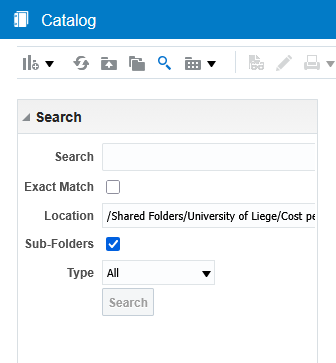 Catalog
Search
Search
Exact Match
Location /Shared Folders/University of Liege/Cost pe
Sub-Folders
Type All
Search